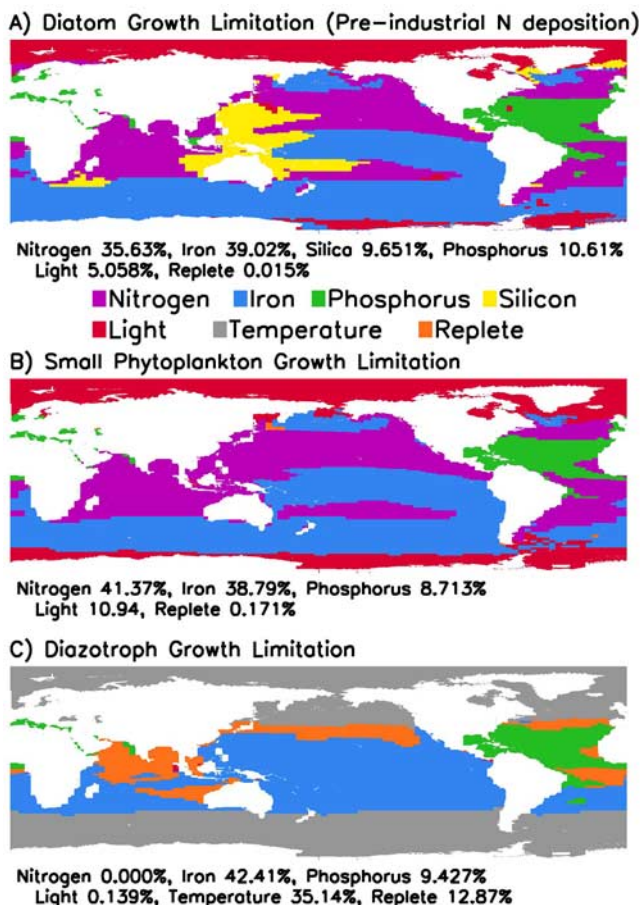 A) Diatom Growth Limitation (Pre-industrial N deposition)
Nitrogen 35.63%, Iron 39.02%, Silica 9.651%, Phosphorus 10.61%
Light 5.058%, Replete 0.015%
Nitrogen Iron Phosphorus Silicon
Light Temperature Replete
B) Small Phytoplankton Growth Limitation
Nitrogen 41.37%, Iron 38.79%, Phosphorus 8.713%
Light 10.94, Replete 0.171%
C) Diazotroph Growth Limitation
Nitrogen 0.000%, Iron 42.41%, Phosphorus 9.427%
Light 0.139%, Temperature 35.14%, Replete 12.87%